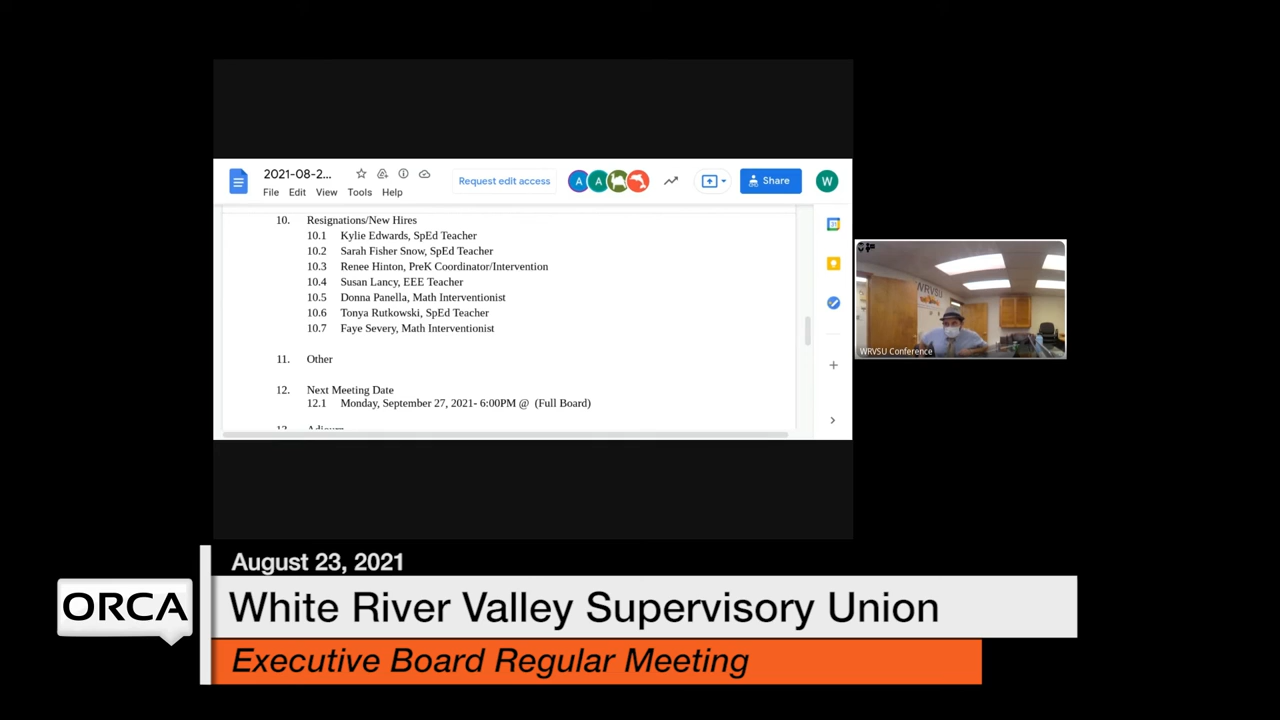 2021-08-2...
File Edit View Tools Help
Request edit access
A A
Share
W
10. Resignations/New Hires
10.1 Kylie Edwards, SpEd Teacher
10.2 Sarah Fisher Snow, SpEd Teacher
10.3 Renee Hinton, PreK Coordinator/Intervention
10.4 Susan Lancy, EEE Teacher
10.5 Donna Panella, Math Interventionist
10.6 Tonya Rutkowski, SpEd Teacher
10.7 Faye Severy, Math Interventionist
11. Other
12. Next Meeting Date
12.1 Monday, September 27, 2021- 6:00PM @ (Full Board)
13. Adjourn
WRVSU
WRVSU Conference
August 23, 2021
ORCA
White River Valley Supervisory Union
Executive Board Regular Meeting